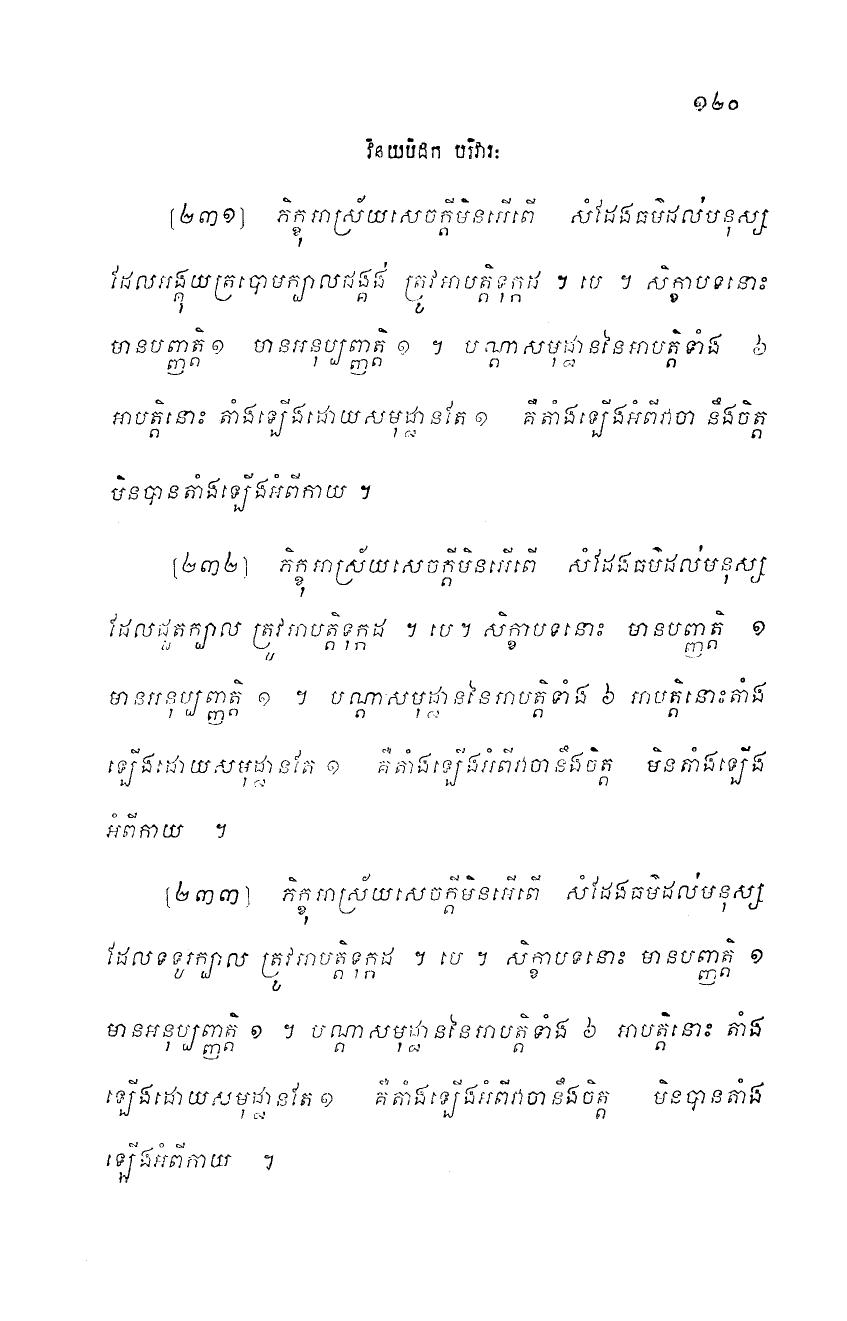 ១២០
វិនយបិដក បរិវារៈ
[២៣១] ភិក្ខុអាស្រ័យសេចក្តីមិនអើពើ សំដែងធម៌ដល់មនុស្ស
ដែលអង្គុយត្របោមក្បាលជង្គង់ ត្រូវអាបត្តិទុក្កដ ។ បេ ។ សិក្ខាបទនោះ
មានបញ្ញត្តិ ១ មានអនុប្បញ្ញត្តិ ១ ។ បណ្តាសមុដ្ឋាននៃអាបត្តិទាំង ៦
អាបត្តិនោះ តាំងឡើងដោយសមុដ្ឋានតែ ១ គឺតាំងឡើងអំពីវាចា នឹងចិត្ត
មិនបានតាំងឡើងអំពីកាយ ។
[២៣២] ភិក្ខុអាស្រ័យសេចក្តីមិនអើពើ សំដែងធម៌ដល់មនុស្ស
ដែលជួតក្បាល ត្រូវអាបត្តិទុក្កដ ។ បេ ។ សិក្ខាបទនោះ មានបញ្ញត្តិ ១
មានអនុប្បញ្ញត្តិ ១ ។ បណ្តាសមុដ្ឋាននៃអាបត្តិទាំង ៦ អាបត្តិនោះតាំង
ឡើងដោយសមុដ្ឋានតែ ១ គឺតាំងឡើងអំពីវាចានឹងចិត្ត មិនតាំងឡើង
អំពីកាយ ។
[២៣៣] ភិក្ខុអាស្រ័យសេចក្តីមិនអើពើ សំដែងធម៌ដល់មនុស្ស
ដែលទទូរក្បាល ត្រូវអាបត្តិទុក្កដ ។ បេ ។ សិក្ខាបទនោះ មានបញ្ញត្តិ ១
មានអនុប្បញ្ញត្តិ ១ ។ បណ្តាសមុដ្ឋាននៃអាបត្តិទាំង ៦ អាបត្តិនោះ តាំង
ឡើងដោយសមុដ្ឋានតែ ១ គឺតាំងឡើងអំពីវាចានឹងចិត្ត មិនបានតាំង
ឡើងអំពីកាយ ។